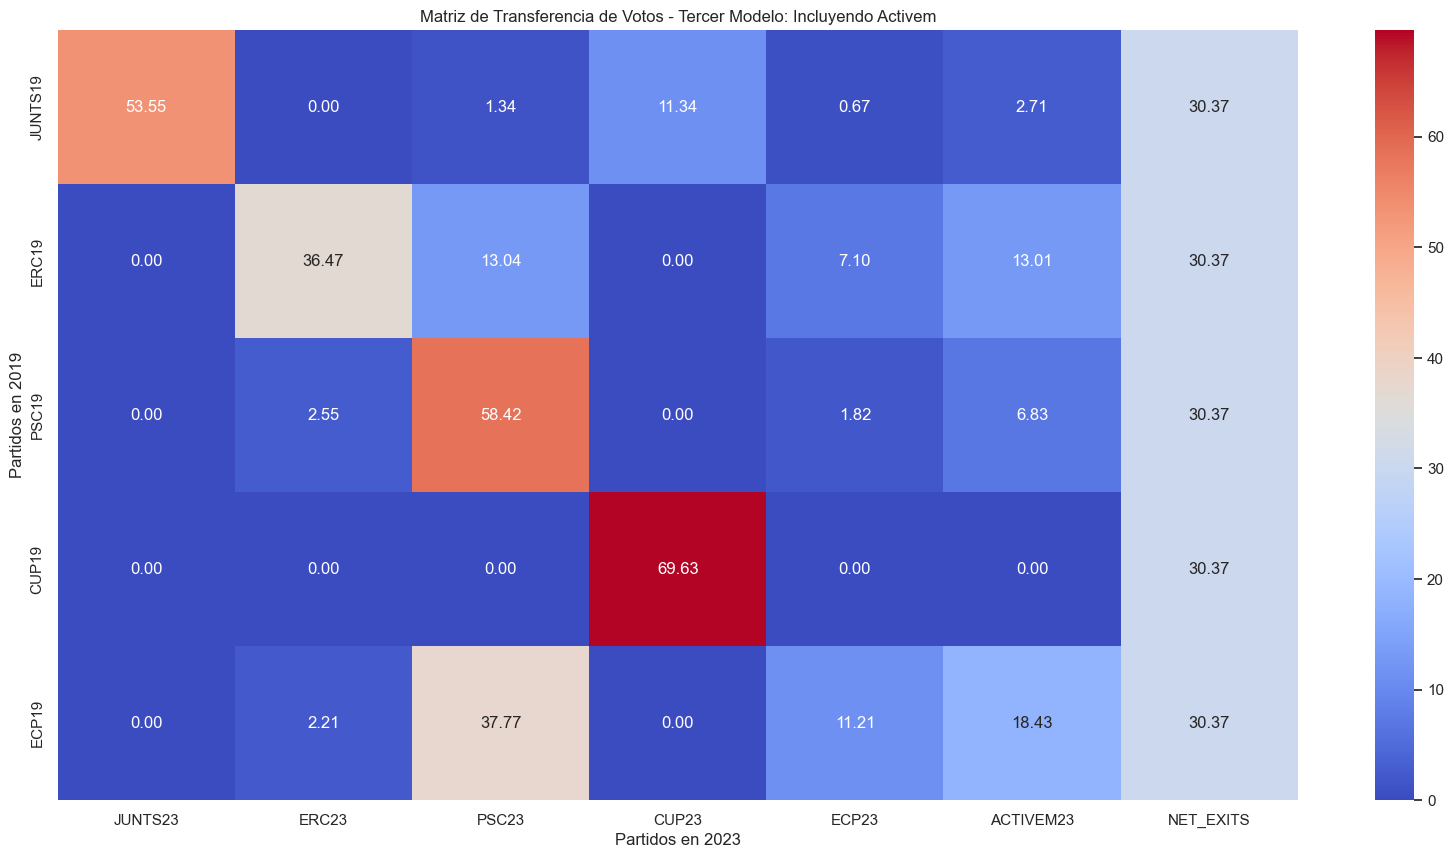 Matriz de Transferencia de Votos - Tercer Modelo: Incluyendo Activem
Partidos en 2019
JUNTS19
53.55 0.00 1.34 11.34 0.67 2.71 30.37
ERC19
0.00 36.47 13.04 0.00 7.10 13.01 30.37
PSC19
0.00 2.55 58.42 0.00 1.82 6.83 30.37
CUP19
0.00 0.00 0.00 69.63 0.00 0.00 30.37
ECP19
0.00 2.21 37.77 0.00 11.21 18.43 30.37
JUNTS23 ERC23 PSC23 CUP23 ECP23 ACTIVEM23 NET_EXITS
Partidos en 2023
60
50
40
30
20
10
0